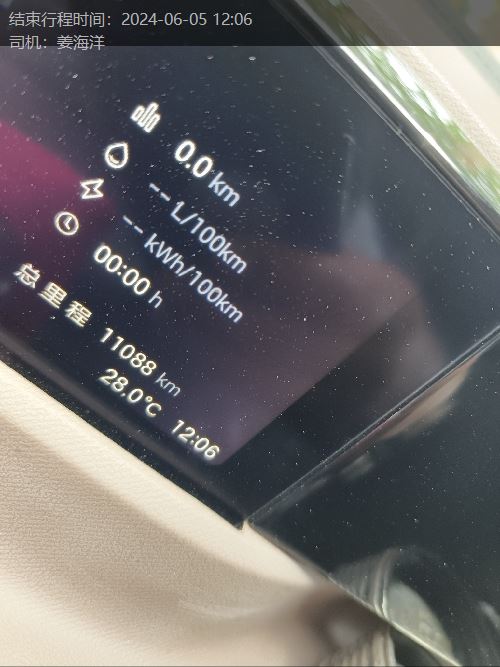 结束行程时间：2024-06-05 12:06
司机：姜海洋
0.0 km
-- L/100km
-- kWh/100km
00:00 h
总里程 11088 km
28.0°C 12:06